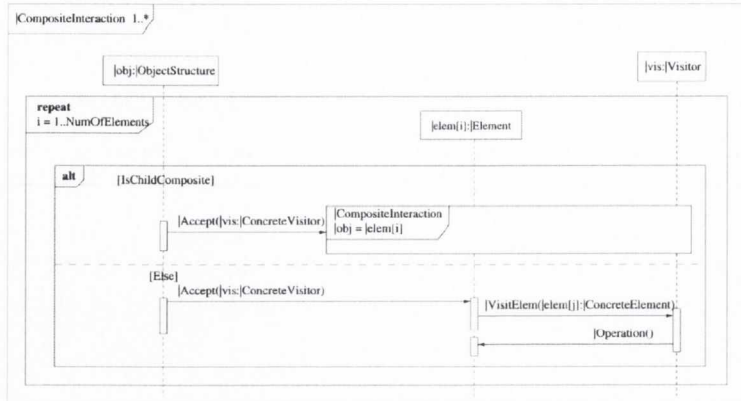 |CompositeInteraction 1..*
|obj:|ObjectStructure
|vis:|Visitor
repeat
i = 1..NumOfElements
|elem[i]:|Element
alt
[IsChildComposite]
|Accept(|vis:|ConcreteVisitor)
|CompositeInteraction
|obj = |elem[i]
[Else]
|Accept(|vis:|ConcreteVisitor)
|VisitElem(|elem[j]:|ConcreteElement)
|Operation()